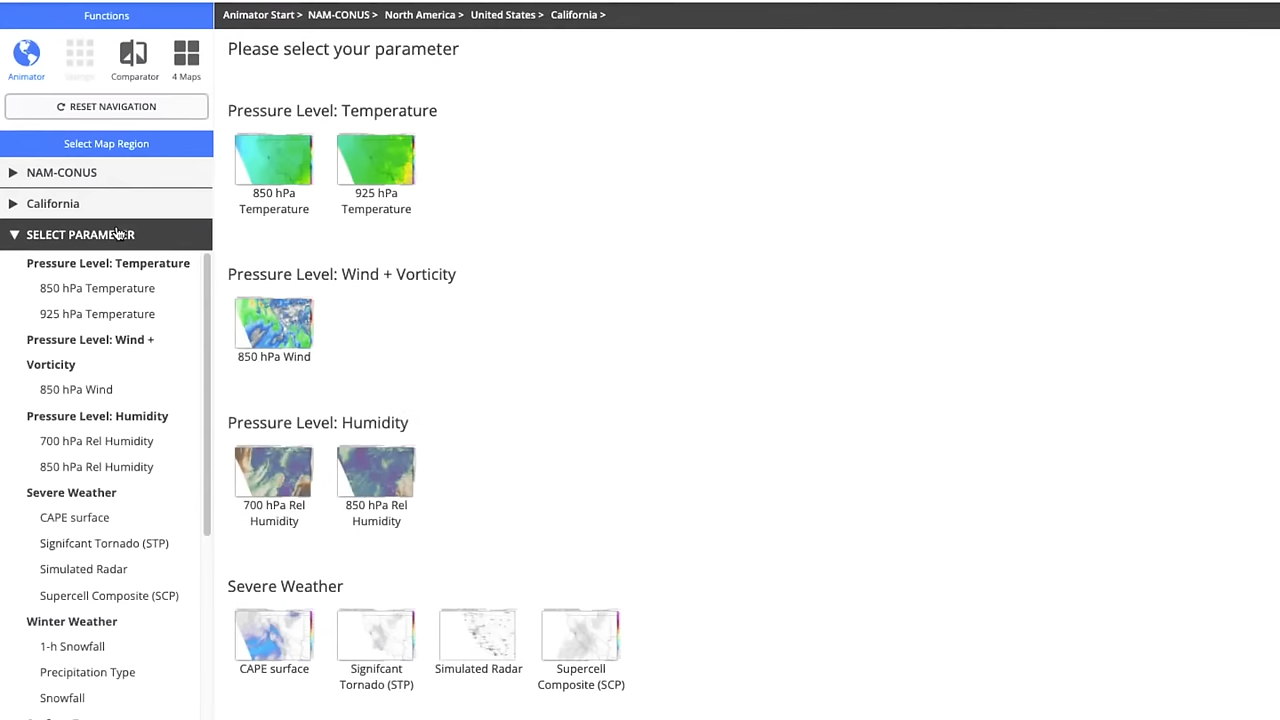 Functions
Animator
Comparator
4 Maps
RESET NAVIGATION
Select Map Region
NAM-CONUS
California
SELECT PARAMETER
Pressure Level: Temperature
850 hPa Temperature
925 hPa Temperature
Pressure Level: Wind +
Vorticity
850 hPa Wind
Pressure Level: Humidity
700 hPa Rel Humidity
850 hPa Rel Humidity
Severe Weather
CAPE surface
Signifcant Tornado (STP)
Simulated Radar
Supercell Composite (SCP)
Winter Weather
1-h Snowfall
Precipitation Type
Snowfall
Animator Start > NAM-CONUS > North America > United States > California >
Please select your parameter
Pressure Level: Temperature
850 hPa
Temperature
925 hPa
Temperature
Pressure Level: Wind + Vorticity
850 hPa Wind
Pressure Level: Humidity
700 hPa Rel
Humidity
850 hPa Rel
Humidity
Severe Weather
CAPE surface
Signifcant
Tornado (STP)
Simulated Radar
Supercell
Composite (SCP)